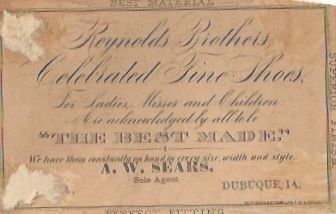 BEST MATERIAL
Reynolds Brothers,
Celebrated Fine Shoes,
For Ladies, Misses and Children
Are acknowledged by all to be
"THE BEST MADE."
We have them constantly on hand in every size, width and style.
A. W. SEARS,
Sole Agent
DUBUQUE, IA.
PERFECT FITTING